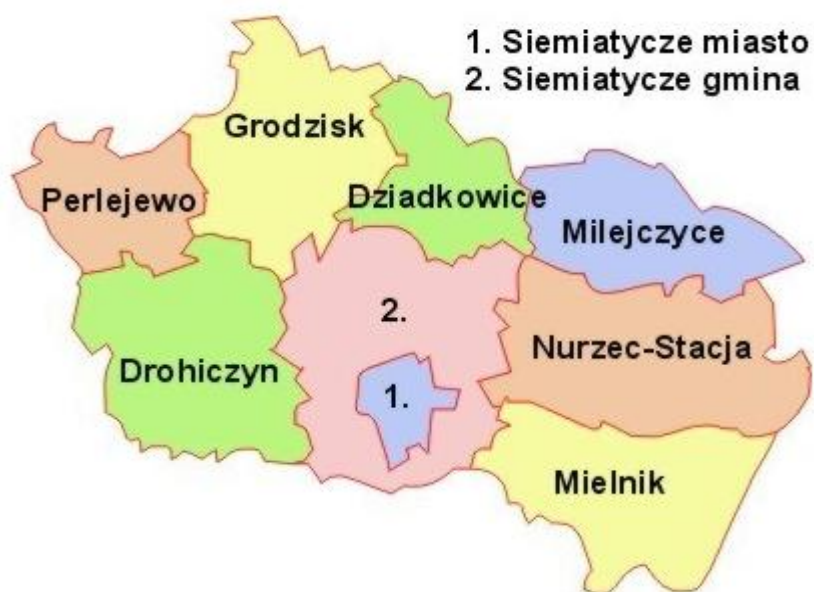 1. Siemiatycze miasto
2. Siemiatycze gmina
Grodzisk
Perlejewo
Dziadkowice
Milejczyce
2.
Nurzec-Stacja
Drohiczyn
1.
Mielnik